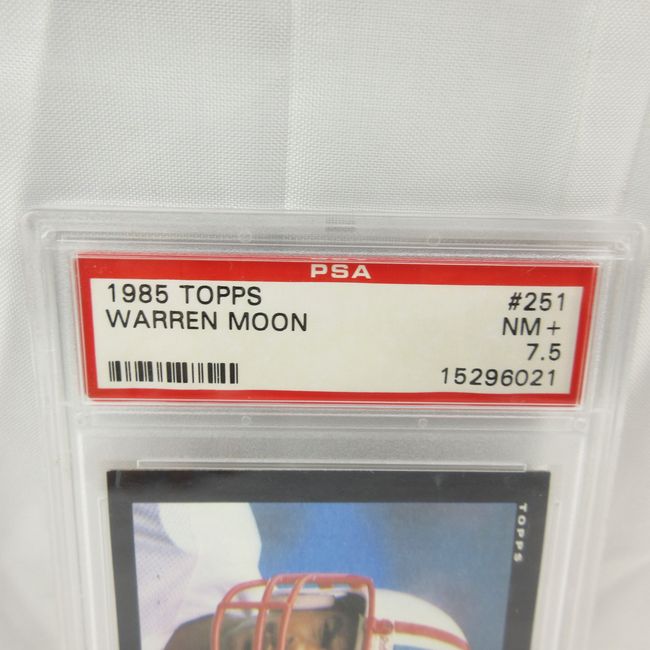 PSA
1985 TOPPS #251
WARREN MOON NM+
7.5
15296021
TOPPS